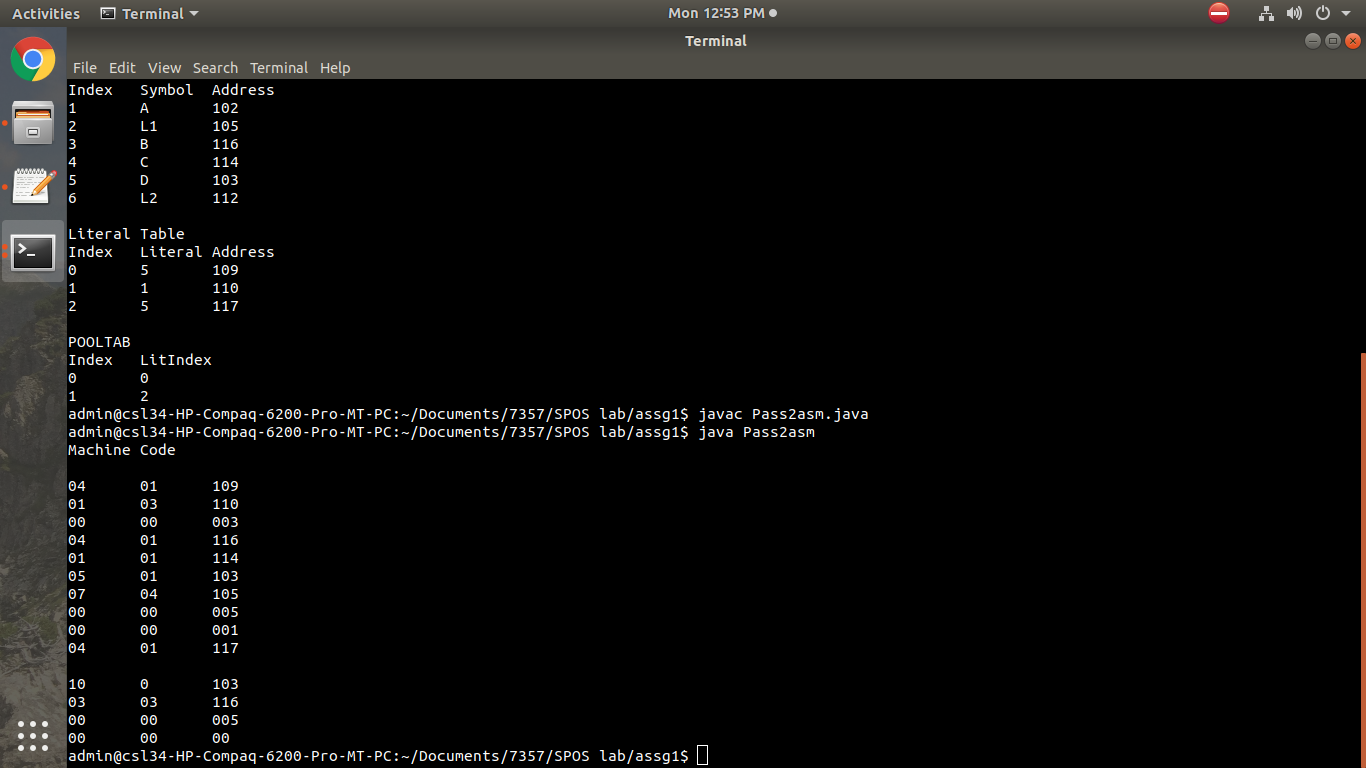 Activities Terminal Mon 12:53 PM
Terminal
File Edit View Search Terminal Help
Index Symbol Address
1 A 102
2 L1 105
3 B 116
4 C 114
5 D 103
6 L2 112
Literal Table
Index Literal Address
0 5 109
1 1 110
2 5 117
POOLTAB
Index LitIndex
0 0
1 2
admin@csl34-HP-Compaq-6200-Pro-MT-PC:~/Documents/7357/SPOS lab/assg1$ javac Pass2asm.java
admin@csl34-HP-Compaq-6200-Pro-MT-PC:~/Documents/7357/SPOS lab/assg1$ java Pass2asm
Machine Code
04 01 109
01 03 110
00 00 003
04 01 116
01 01 114
05 01 103
07 04 105
00 00 005
00 00 001
04 01 117
10 0 103
03 03 116
00 00 005
00 00 00
admin@csl34-HP-Compaq-6200-Pro-MT-PC:~/Documents/7357/SPOS lab/assg1$